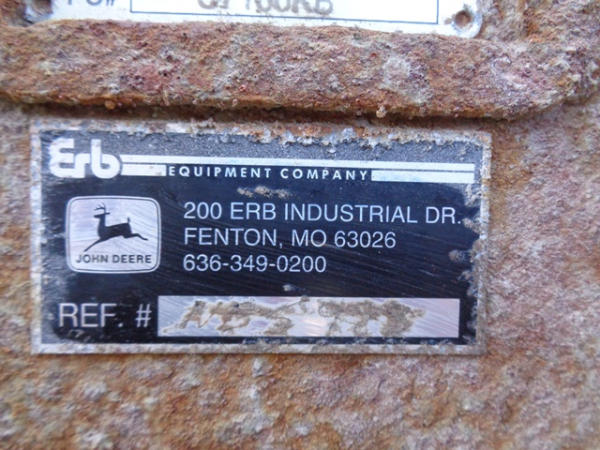 Erb
EQUIPMENT COMPANY
JOHN DEERE
200 ERB INDUSTRIAL DR.
FENTON, MO 63026
636-349-0200
REF. #